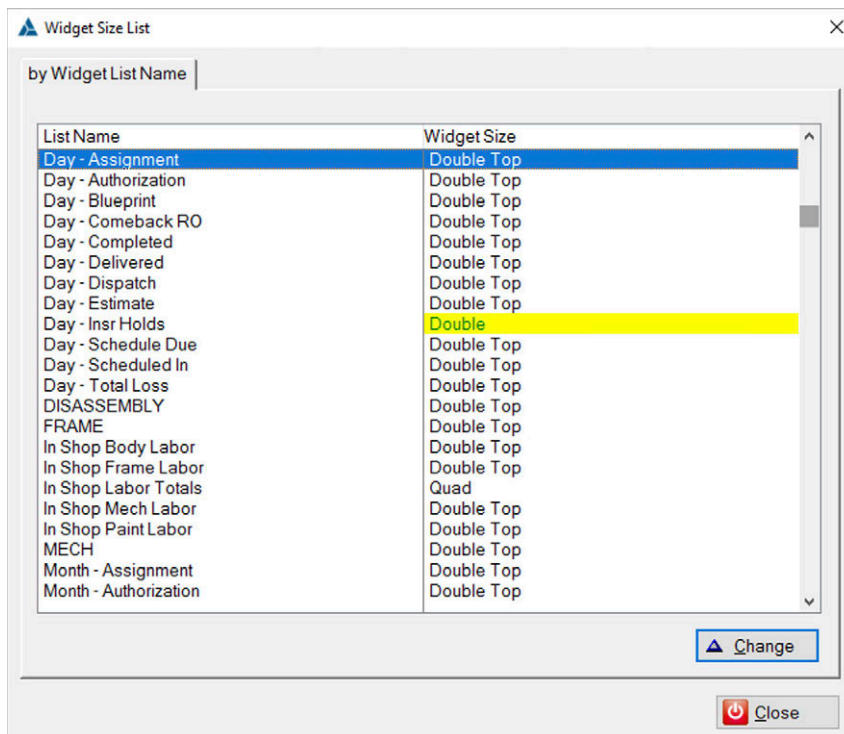 Widget Size List
by Widget List Name
List Name Widget Size
Day - Assignment Double Top
Day - Authorization Double Top
Day - Blueprint Double Top
Day - Comeback RO Double Top
Day - Completed Double Top
Day - Delivered Double Top
Day - Dispatch Double Top
Day - Estimate Double Top
Day - Insr Holds Double
Day - Schedule Due Double Top
Day - Scheduled In Double Top
Day - Total Loss Double Top
DISASSEMBLY Double Top
FRAME Double Top
In Shop Body Labor Double Top
In Shop Frame Labor Double Top
In Shop Labor Totals Quad
In Shop Mech Labor Double Top
In Shop Paint Labor Double Top
MECH Double Top
Month - Assignment Double Top
Month - Authorization Double Top
Change
Close